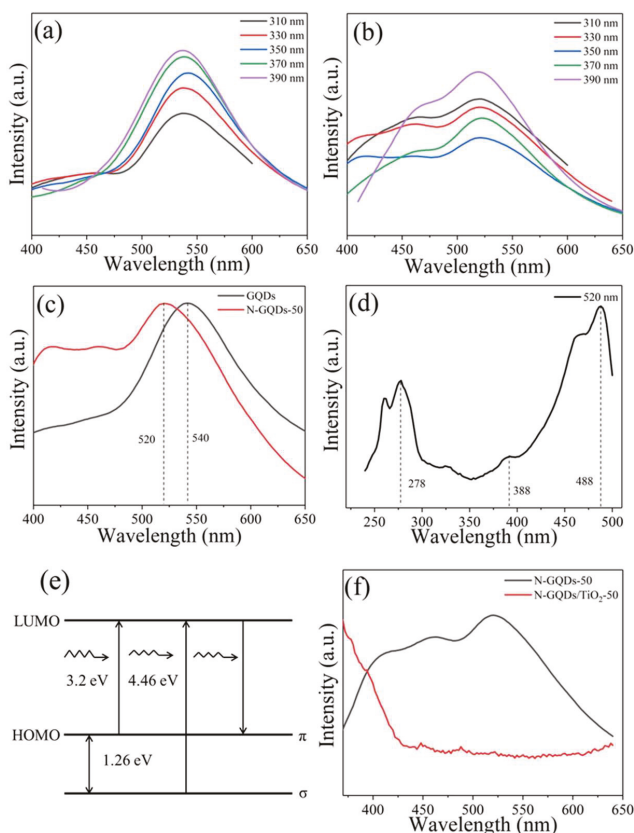 (a)
310 nm
330 nm
350 nm
370 nm
390 nm
Intensity (a.u.)
400 450 500 550 600 650
Wavelength (nm)
(b)
310 nm
330 nm
350 nm
370 nm
390 nm
Intensity (a.u.)
400 450 500 550 600 650
Wavelength (nm)
(c)
GQDs
N-GQDs-50
Intensity (a.u.)
520 540
400 450 500 550 600 650
Wavelength (nm)
(d)
520 nm
Intensity (a.u.)
278 388 488
250 300 350 400 450 500
Wavelength (nm)
(e)
LUMO
3.2 eV 4.46 eV
HOMO π
1.26 eV
σ
(f)
N-GQDs-50
N-GQDs/TiO₂-50
Intensity (a.u.)
400 450 500 550 600 650
Wavelength (nm)